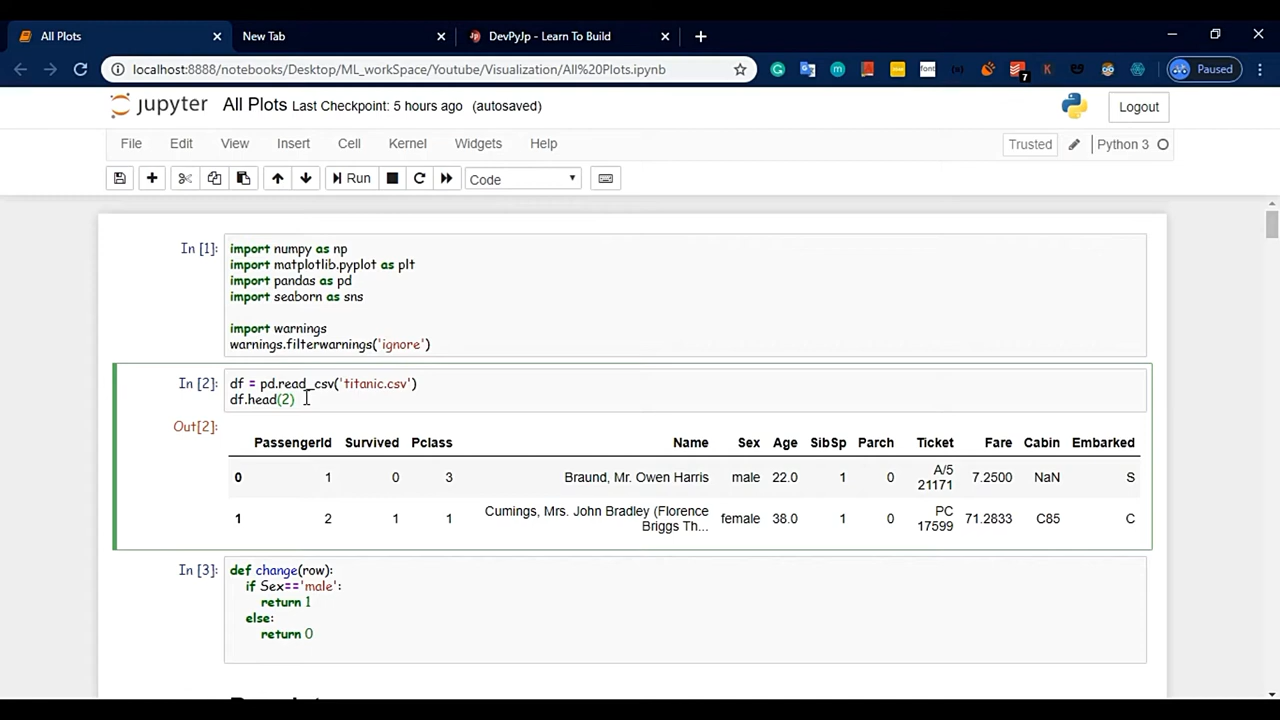 All Plots
New Tab
DevPyJp - Learn To Build
localhost:8888/notebooks/Desktop/ML_workSpace/Youtube/Visualization/All%20Plots.ipynb
7
Paused
jupyter All Plots Last Checkpoint: 5 hours ago (autosaved)
Logout
File Edit View Insert Cell Kernel Widgets Help
Trusted
Python 3
Run
Code
In [1]:
import numpy as np
import matplotlib.pyplot as plt
import pandas as pd
import seaborn as sns
import warnings
warnings.filterwarnings('ignore')
In [2]:
df = pd.read_csv('titanic.csv')
df.head(2)
Out[2]:
PassengerId Survived Pclass Name Sex Age SibSp Parch Ticket Fare Cabin Embarked
0 1 0 3 Braund, Mr. Owen Harris male 22.0 1 0 A/5 21171 7.2500 NaN S
1 2 1 1 Cumings, Mrs. John Bradley (Florence Briggs Th... female 38.0 1 0 PC 17599 71.2833 C85 C
In [3]:
def change(row):
if Sex=='male':
return 1
else:
return 0